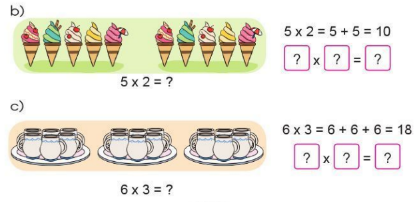 b)
5 x 2 = 5 + 5 = 10
? x ? = ?
5 x 2 = ?
c)
6 x 3 = 6 + 6 + 6 = 18
? x ? = ?
6 x 3 = ?